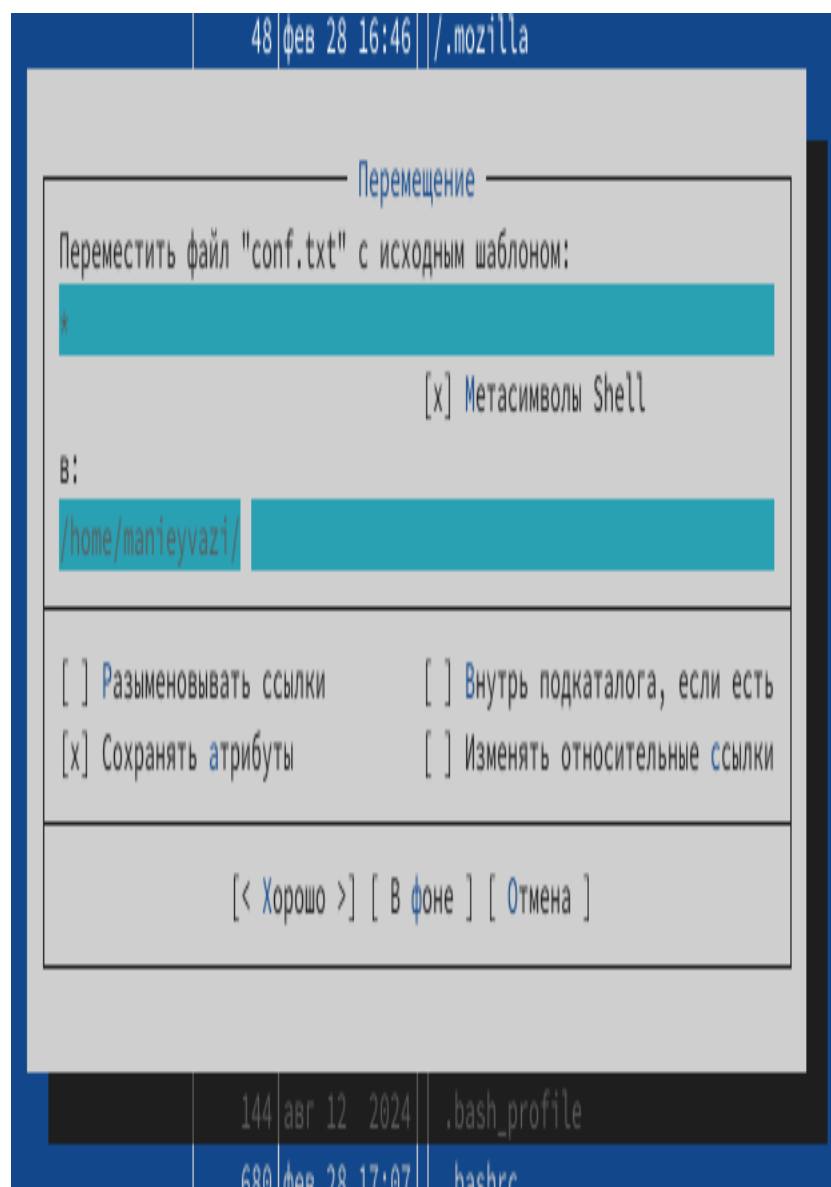 48 фев 28 16:46 /.mozilla
Перемещение
Переместить файл "conf.txt" с исходным шаблоном:
*
[x] Метасимволы Shell
в:
/home/manieyvazi/
[ ] Разыменовывать ссылки [ ] Внутрь подкаталога, если есть
[x] Сохранять атрибуты [ ] Изменять относительные ссылки
[< Хорошо >] [ В фоне ] [ Отмена ]
144 авг 12 2024 .bash_profile
680 фев 28 17:07 .bashrc